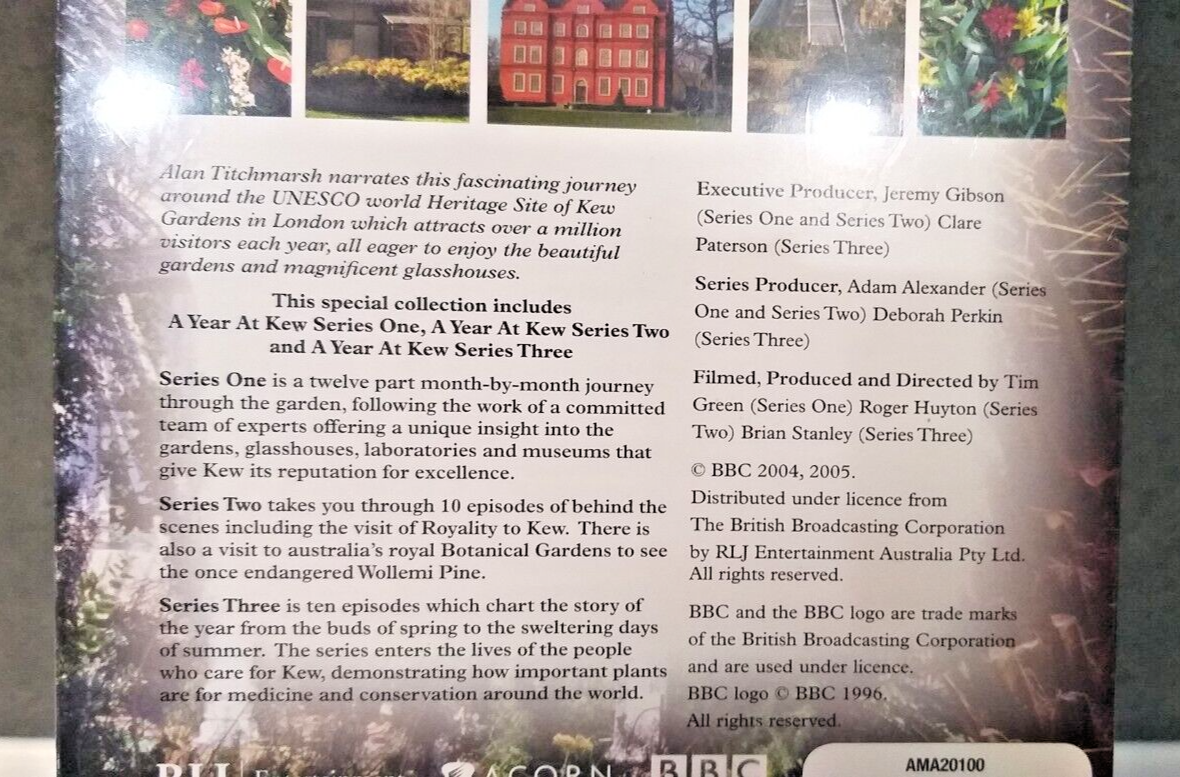 Alan Titchmarsh narrates this fascinating journey
around the UNESCO world Heritage Site of Kew
Gardens in London which attracts over a million
visitors each year, all eager to enjoy the beautiful
gardens and magnificent glasshouses.
This special collection includes
A Year At Kew Series One, A Year At Kew Series Two
and A Year At Kew Series Three
Series One is a twelve part month-by-month journey
through the garden, following the work of a committed
team of experts offering a unique insight into the
gardens, glasshouses, laboratories and museums that
give Kew its reputation for excellence.
Series Two takes you through 10 episodes of behind the
scenes including the visit of Royality to Kew. There is
also a visit to australia's royal Botanical Gardens to see
the once endangered Wollemi Pine.
Series Three is ten episodes which chart the story of
the year from the buds of spring to the sweltering days
of summer. The series enters the lives of the people
who care for Kew, demonstrating how important plants
are for medicine and conservation around the world.
Executive Producer, Jeremy Gibson
(Series One and Series Two) Clare
Paterson (Series Three)
Series Producer, Adam Alexander (Series
One and Series Two) Deborah Perkin
(Series Three)
Filmed, Produced and Directed by Tim
Green (Series One) Roger Huyton (Series
Two) Brian Stanley (Series Three)
© BBC 2004, 2005.
Distributed under licence from
The British Broadcasting Corporation
by RLJ Entertainment Australia Pty Ltd.
All rights reserved.
BBC and the BBC logo are trade marks
of the British Broadcasting Corporation
and are used under licence.
BBC logo © BBC 1996.
All rights reserved.
ACORN
BBC
AMA20100